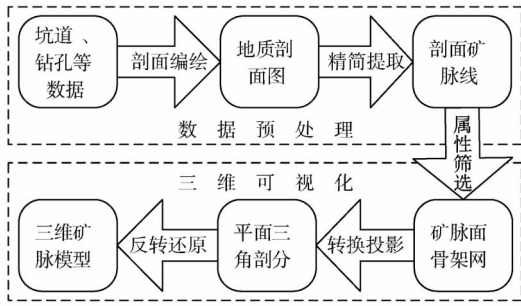 坑道、
钻孔等
数据
剖面编绘
地质剖
面图
精简提取
剖面矿
脉线
数据预处理
属性筛选
三维可视化
三维矿
脉模型
反转还原
平面三
角剖分
转换投影
矿脉面
骨架网